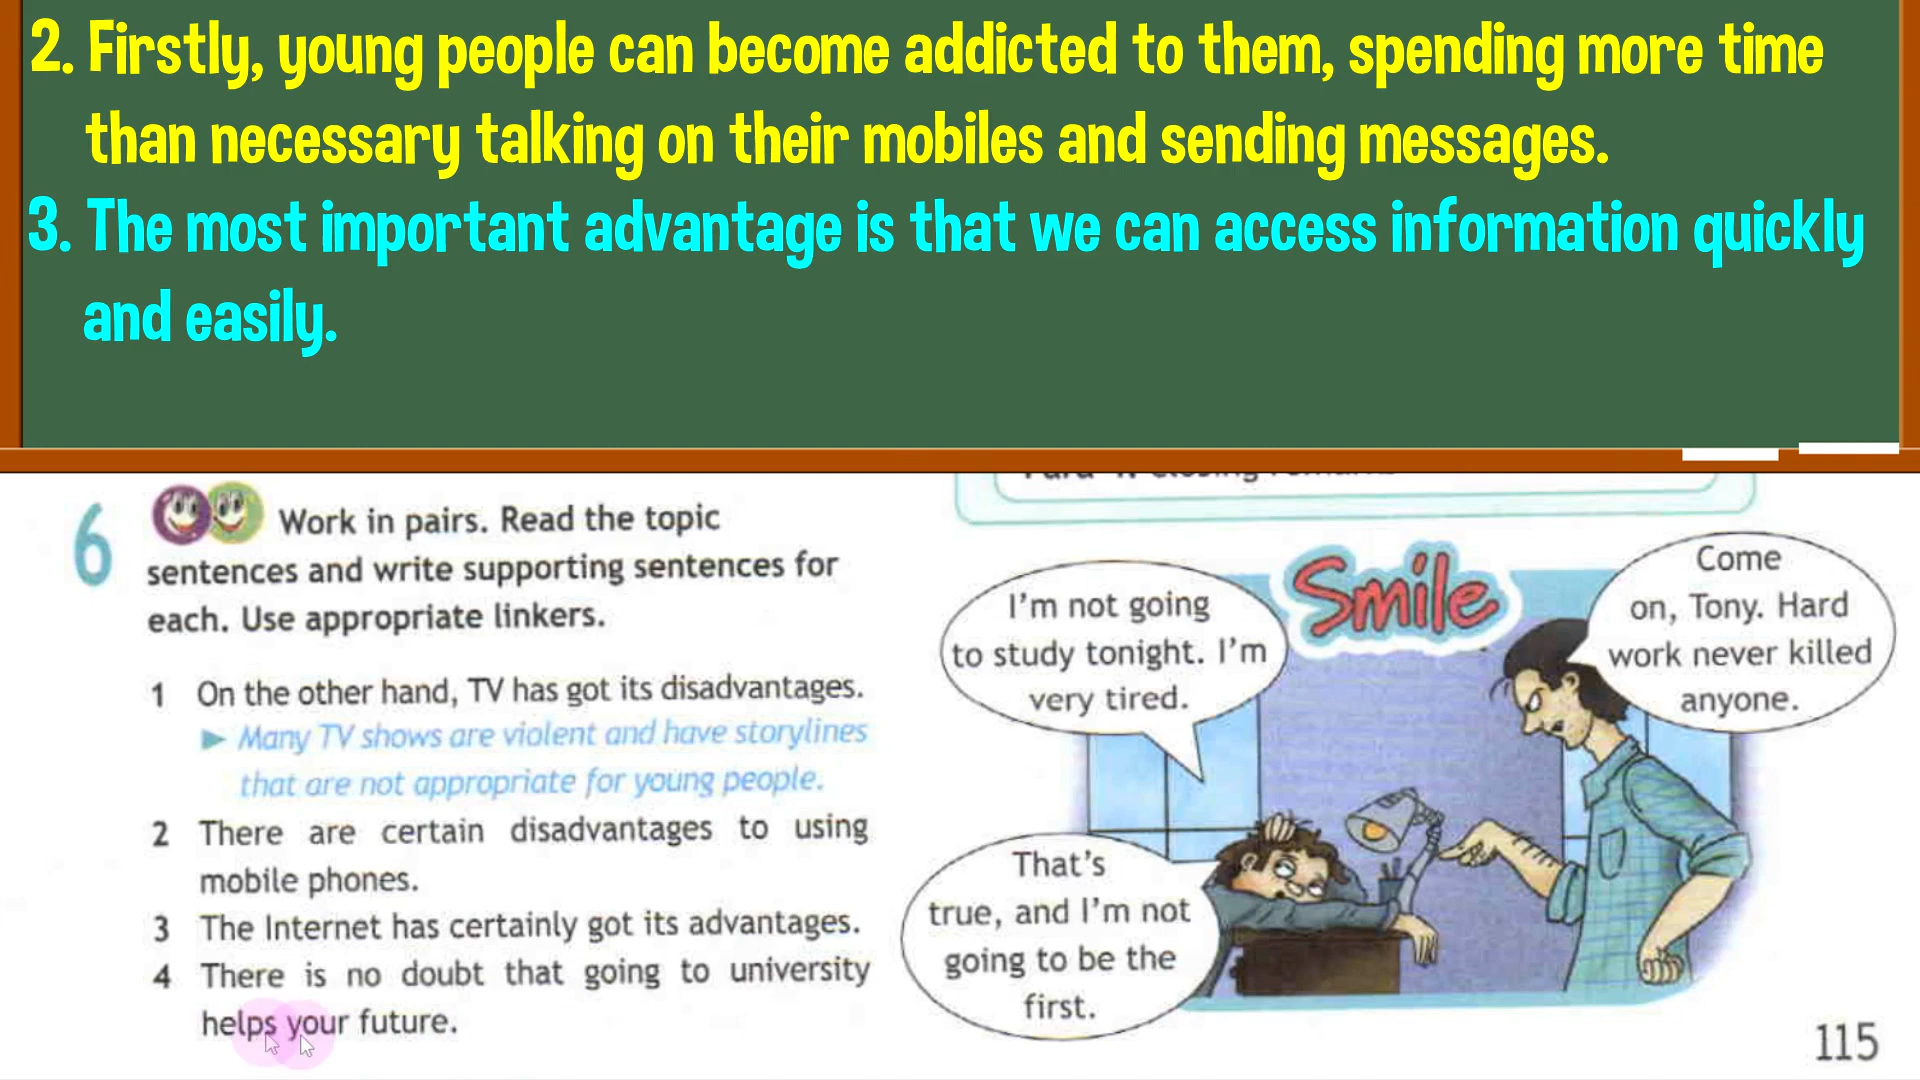 2. Firstly, young people can become addicted to them, spending more time
than necessary talking on their mobiles and sending messages.
3. The most important advantage is that we can access information quickly
and easily.
6
Work in pairs. Read the topic
sentences and write supporting sentences for
each. Use appropriate linkers.
1 On the other hand, TV has got its disadvantages.
► Many TV shows are violent and have storylines
that are not appropriate for young people.
2 There are certain disadvantages to using
mobile phones.
3 The Internet has certainly got its advantages.
4 There is no doubt that going to university
helps your future.
Smile
I'm not going
to study tonight. I'm
very tired.
Come
on, Tony. Hard
work never killed
anyone.
That's
true, and I'm not
going to be the
first.
115